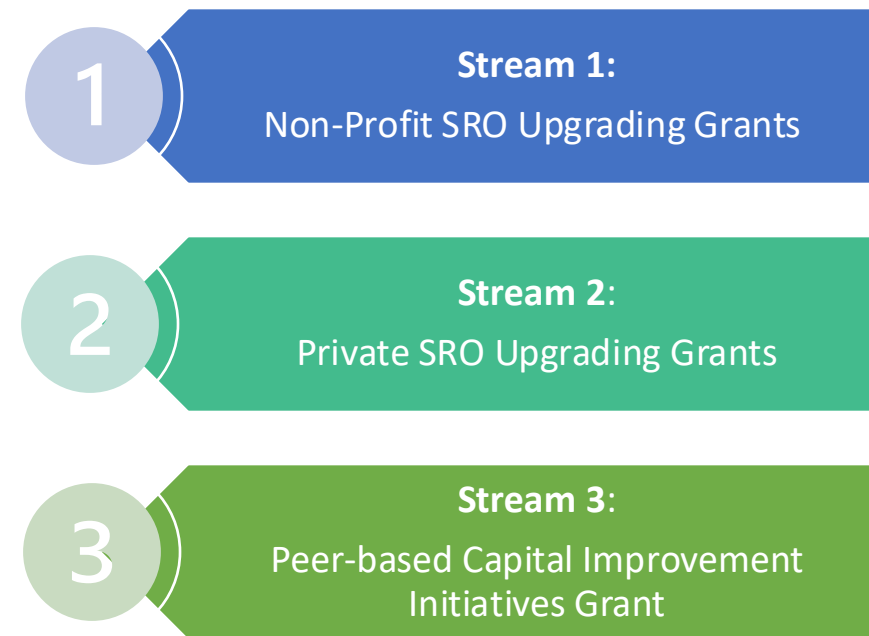 1
Stream 1:
Non-Profit SRO Upgrading Grants
2
Stream 2:
Private SRO Upgrading Grants
3
Stream 3:
Peer-based Capital Improvement
Initiatives Grant